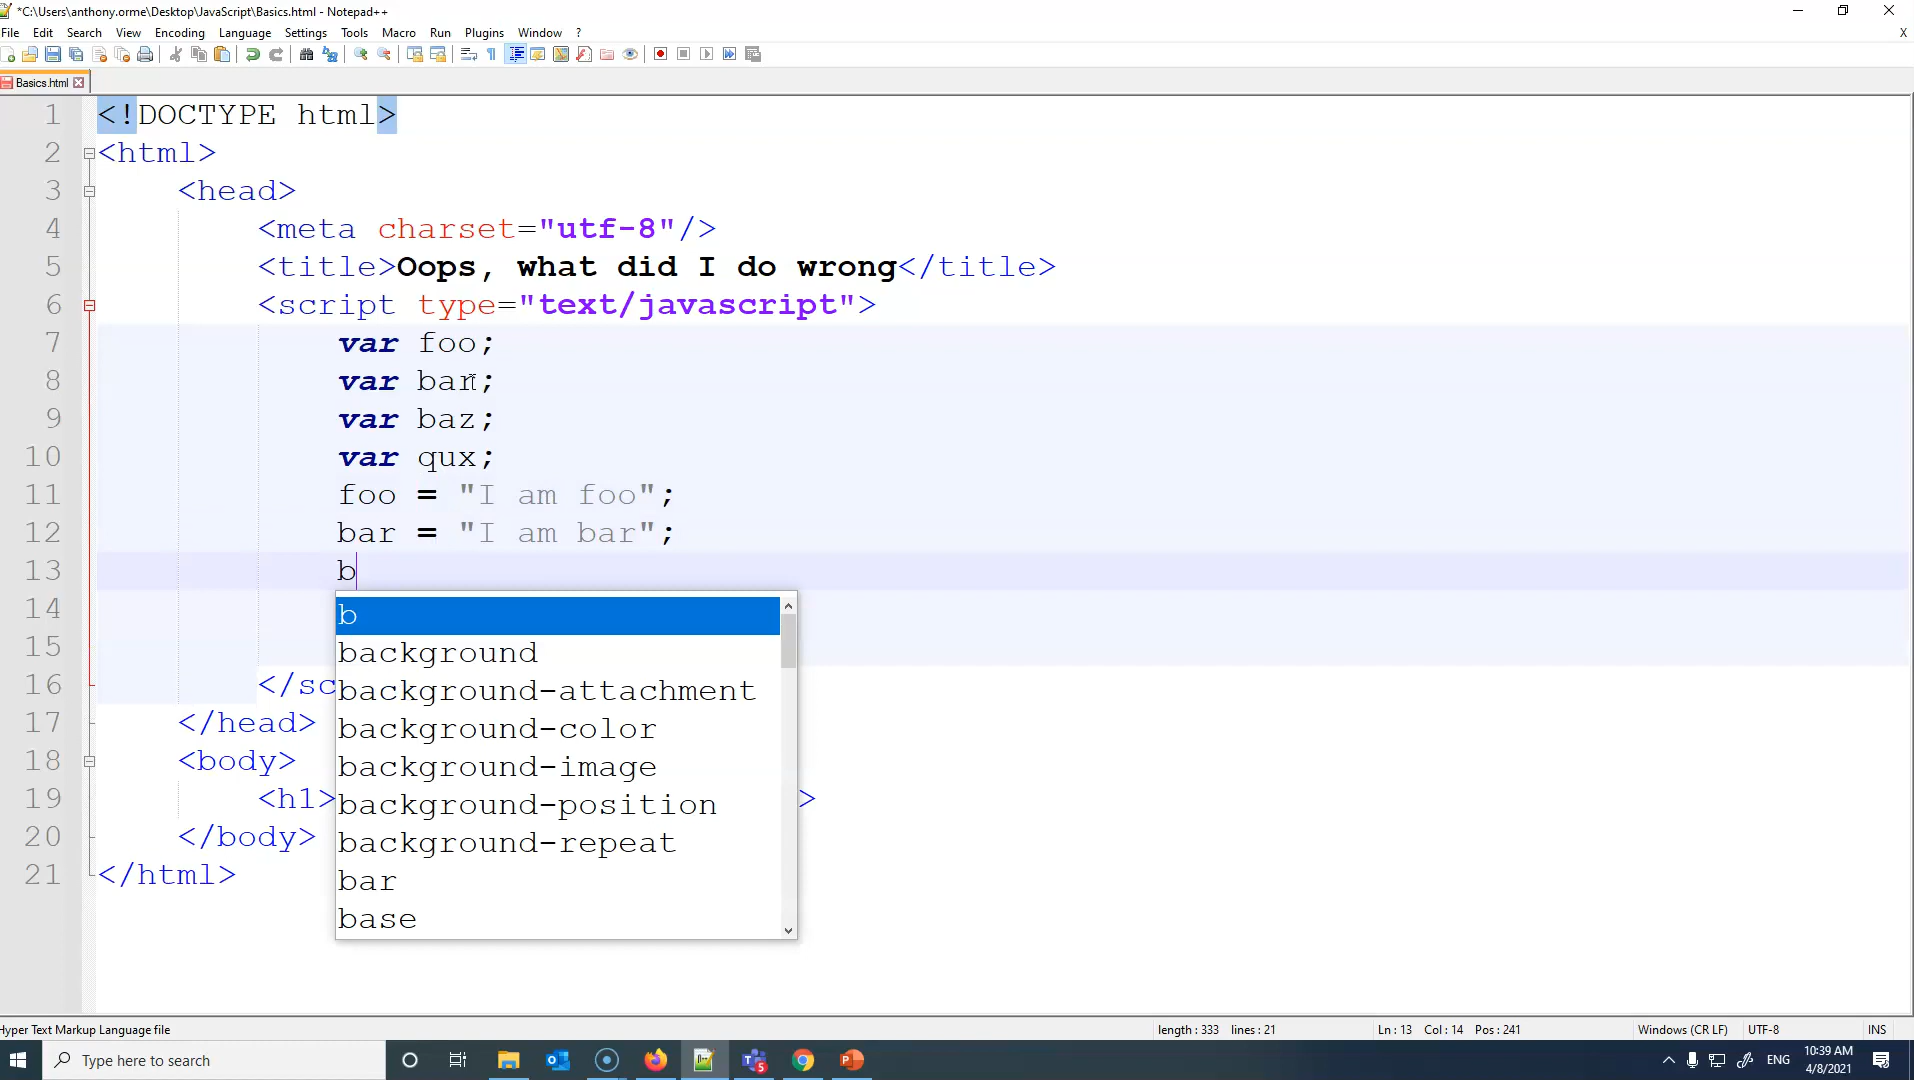 *C:\Users\anthony.orme\Desktop\JavaScript\Basics.html - Notepad++
File Edit Search View Encoding Language Settings Tools Macro Run Plugins Window ? X
Basics.html
1 <!DOCTYPE html>
2 <html>
3 <head>
4 <meta charset="utf-8"/>
5 <title>Oops, what did I do wrong</title>
6 <script type="text/javascript">
7 var foo;
8 var bar;
9 var baz;
10 var qux;
11 foo = "I am foo";
12 bar = "I am bar";
13 b
14 b
background
15 background-attachment
16 </sc
background-color
17 </head>
background-image
18 <body>
background-position
19 <h1> >
background-repeat
20 </body>
bar
21 </html>
base
Hyper Text Markup Language file length : 333 lines : 21 Ln : 13 Col : 14 Pos : 241 Windows (CR LF) UTF-8 INS
Type here to search
5
ENG
10:39 AM
4/8/2021